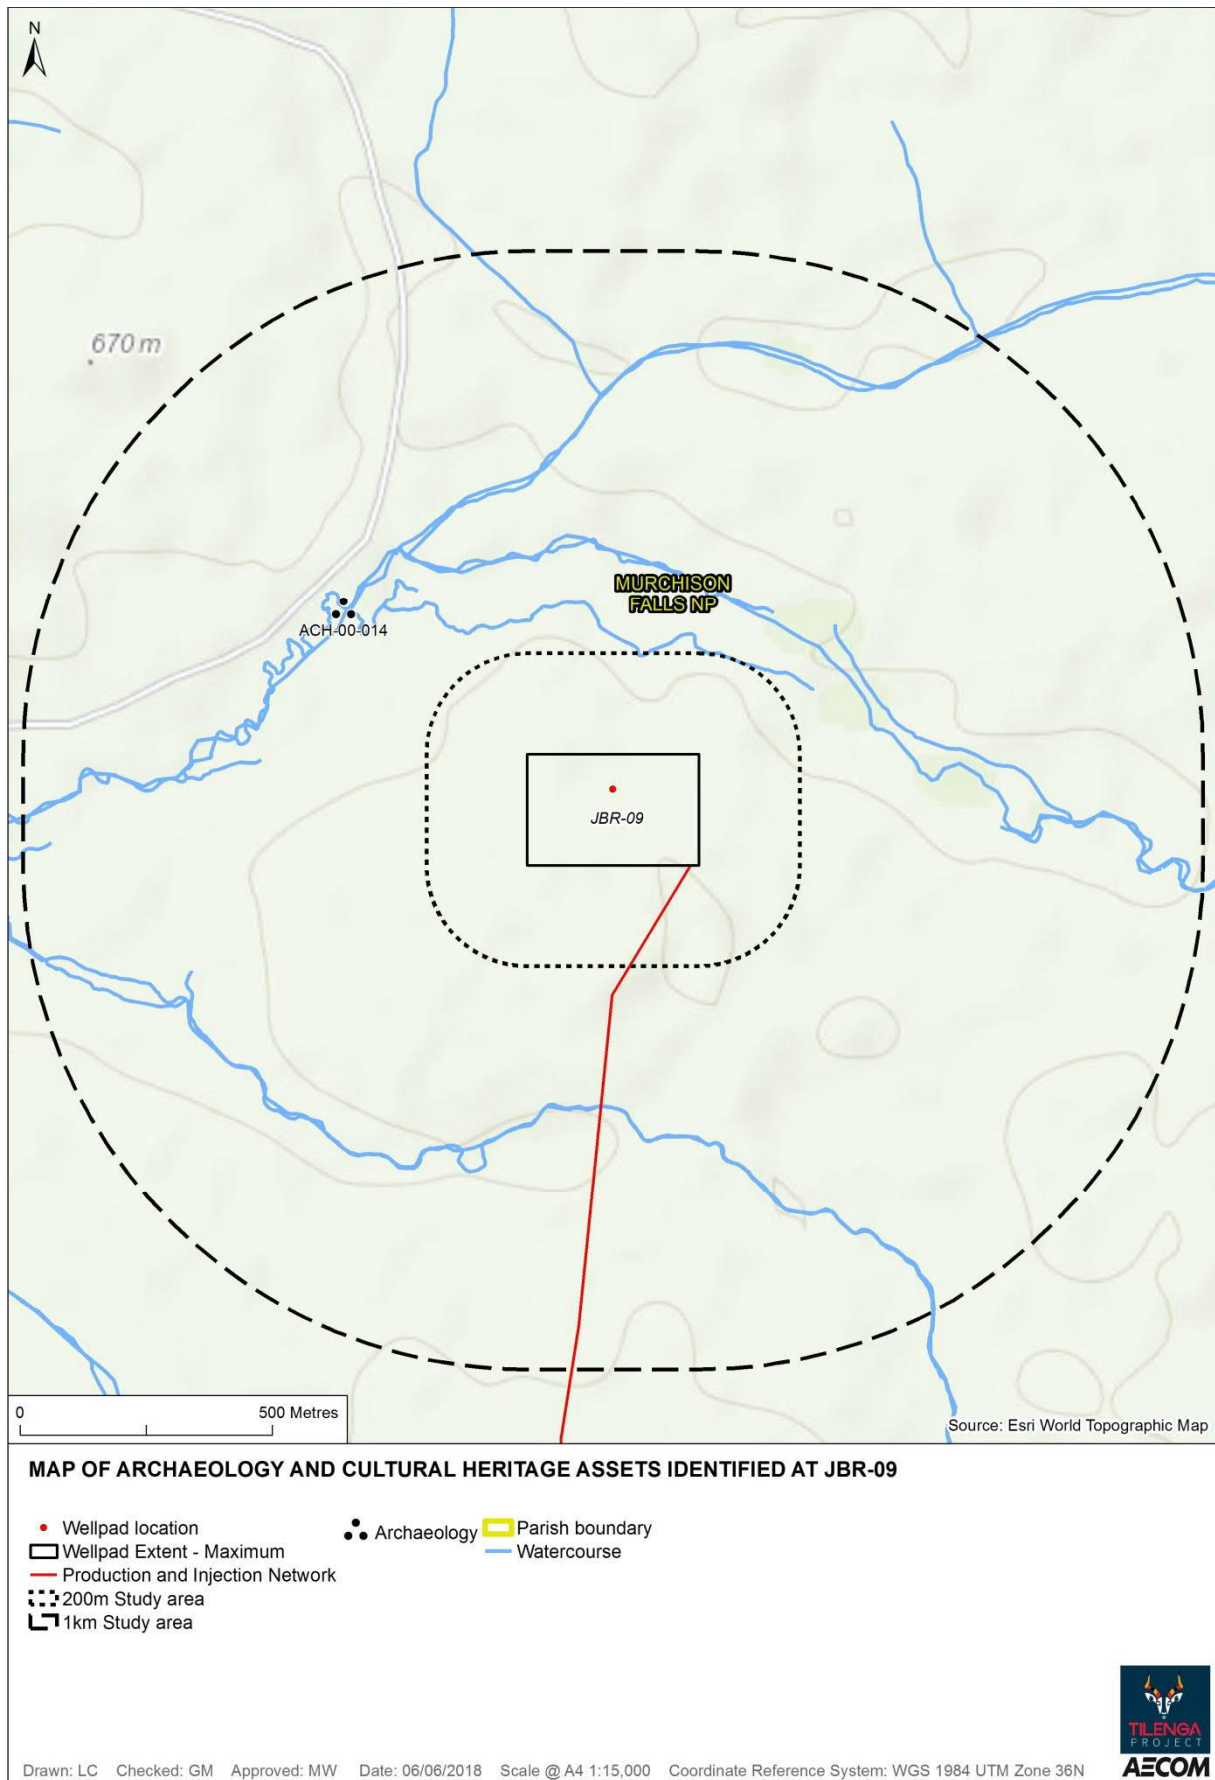 N
670 m
MURCHISON
FALLS NP
ACH-00-014
JBR-09
0 500 Metres
Source: Esri World Topographic Map
MAP OF ARCHAEOLOGY AND CULTURAL HERITAGE ASSETS IDENTIFIED AT JBR-09
Wellpad location
Wellpad Extent - Maximum
Production and Injection Network
200m Study area
1km Study area
Archaeology
Parish boundary
Watercourse
TILENGA
PROJECT
AECOM
Drawn: LC Checked: GM Approved: MW Date: 06/06/2018 Scale @ A4 1:15,000 Coordinate Reference System: WGS 1984 UTM Zone 36N